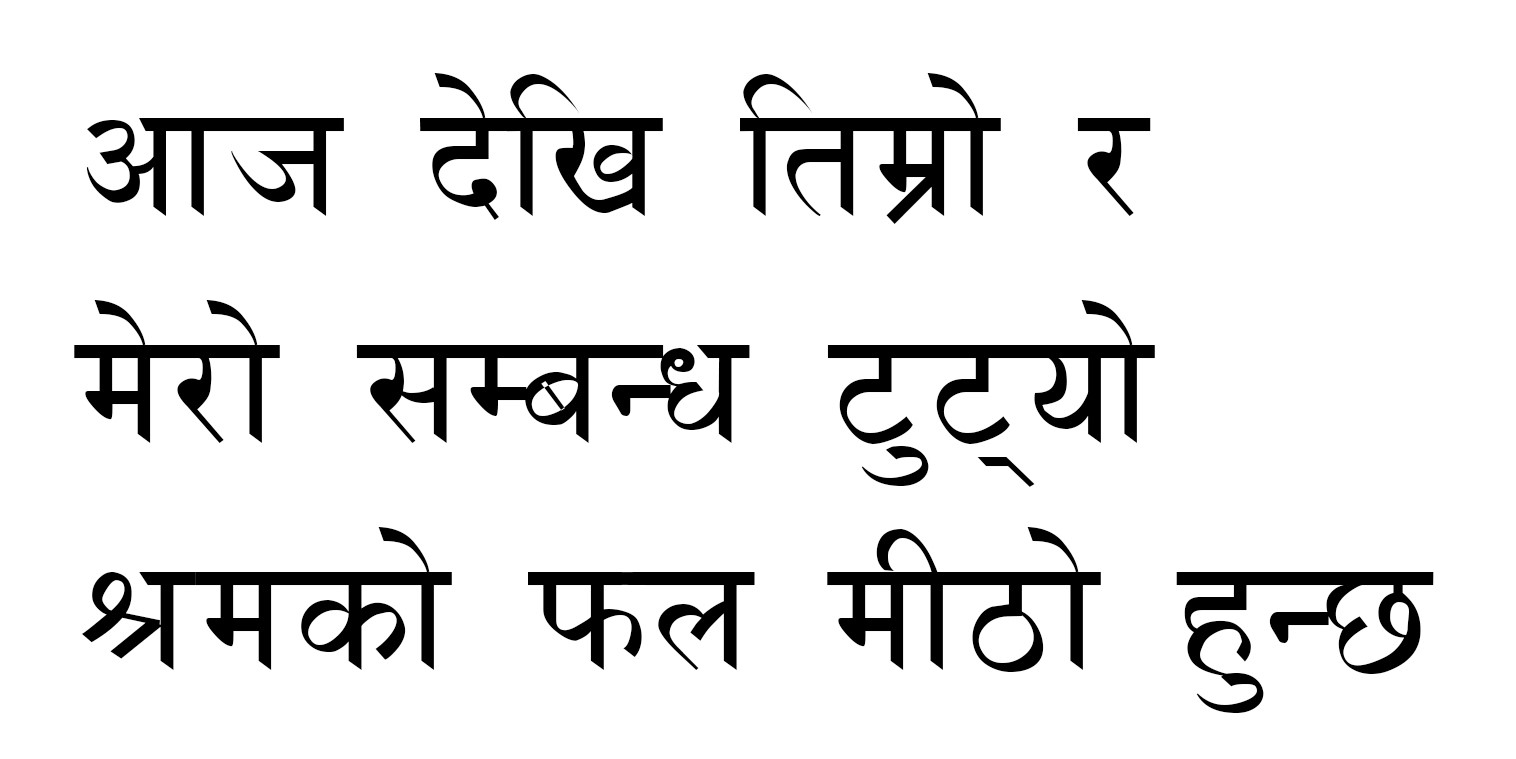 आज देखि तिम्रो र
मेरो सम्बन्ध टुट्यो
श्रमको फल मीठो हुन्छ